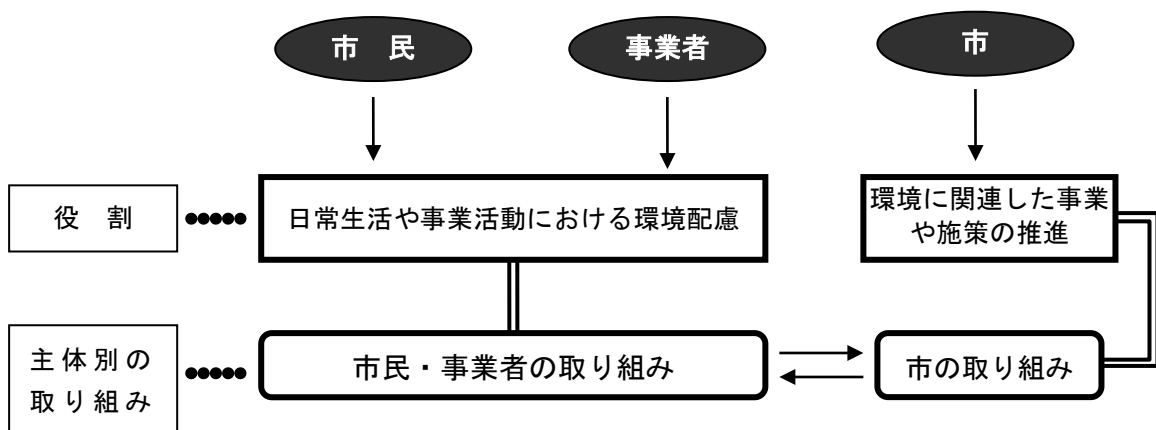 市 民
事業者
市
役 割
日常生活や事業活動における環境配慮
環境に関連した事業
や施策の推進
主体別の
取り組み
市民・事業者の取り組み
市の取り組み